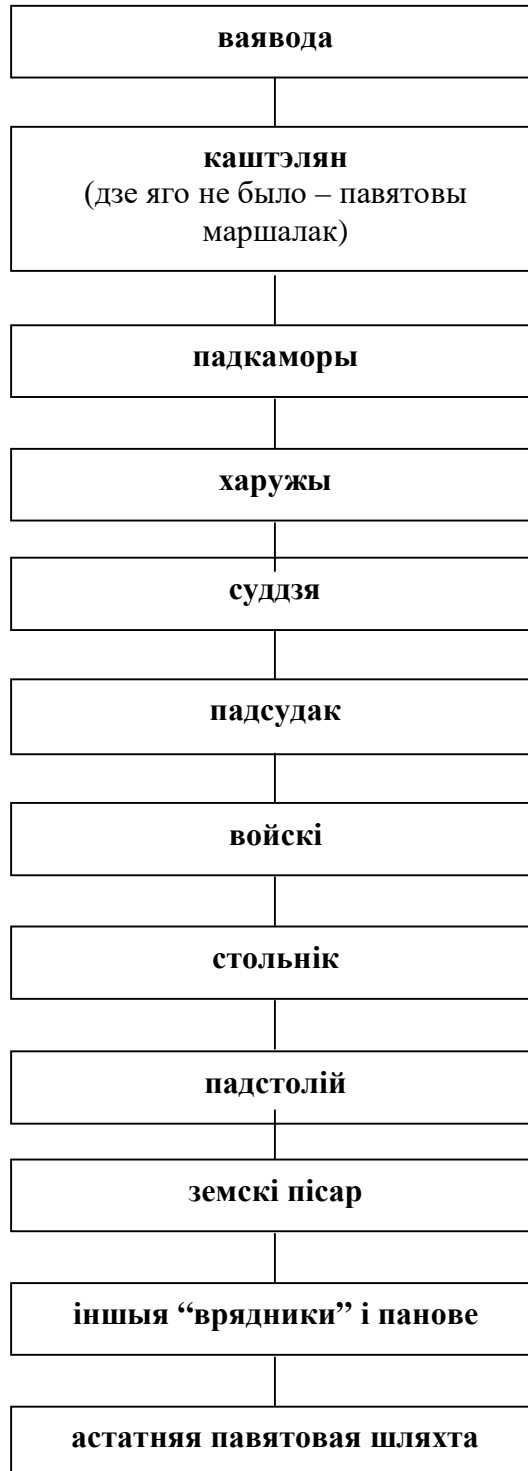 ваявода
каштэлян
(дзе яго не было – павятовы
маршалак)
падкаморы
харужы
суддзя
падсудак
войскі
стольнік
падстолій
земскі пісар
іншыя “врядники” і панове
астатняя павятовая шляхта